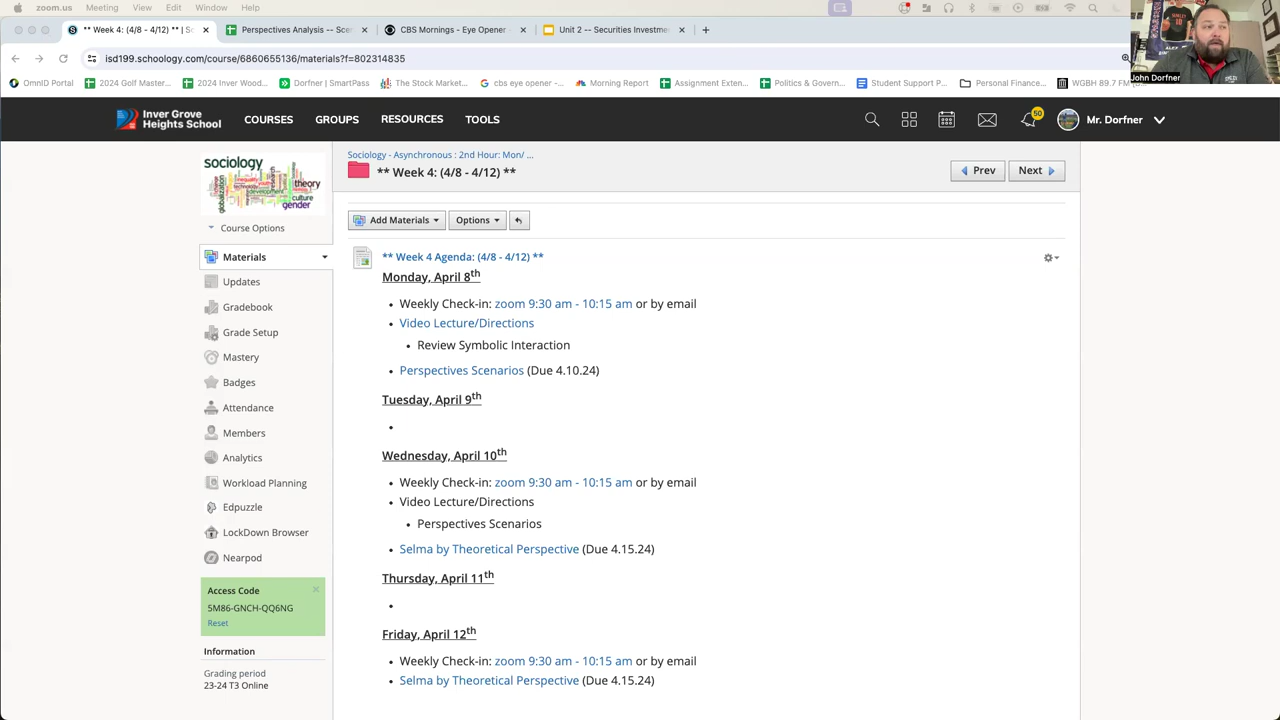 zoom.us Meeting View Edit Window Help
** Week 4: (4/8 - 4/12) ** | Sc
Perspectives Analysis -- Scen
CBS Mornings - Eye Opener
Unit 2 -- Securities Investmen
isd199.schoology.com/course/6860655136/materials?f=802314835
OmniD Portal
2024 Golf Master...
2024 Inver Wood...
Dorfner | SmartPass
The Stock Market...
cbs eye opener -...
Morning Report
Assignment Exten...
Politics & Govern...
Student Support P...
Personal Finance...
WGBH 89.7 FM
John Dorfner
Inver Grove
Heights School
COURSES GROUPS RESOURCES TOOLS
50
Mr. Dorfner
sociology
theory
culture
gender
globalization
Course Options
Materials
Updates
Gradebook
Grade Setup
Mastery
Badges
Attendance
Members
Analytics
Workload Planning
Edpuzzle
LockDown Browser
Nearpod
Access Code
5M86-GNCH-QQ6NG
Reset
Information
Grading period
23-24 T3 Online
Sociology - Asynchronous : 2nd Hour: Mon/ ...
** Week 4: (4/8 - 4/12) **
Prev Next
Add Materials Options
** Week 4 Agenda: (4/8 - 4/12) **
Monday, April 8th
• Weekly Check-in: zoom 9:30 am - 10:15 am or by email
• Video Lecture/Directions
• Review Symbolic Interaction
• Perspectives Scenarios (Due 4.10.24)
Tuesday, April 9th
•
Wednesday, April 10th
• Weekly Check-in: zoom 9:30 am - 10:15 am or by email
• Video Lecture/Directions
• Perspectives Scenarios
• Selma by Theoretical Perspective (Due 4.15.24)
Thursday, April 11th
•
Friday, April 12th
• Weekly Check-in: zoom 9:30 am - 10:15 am or by email
• Selma by Theoretical Perspective (Due 4.15.24)